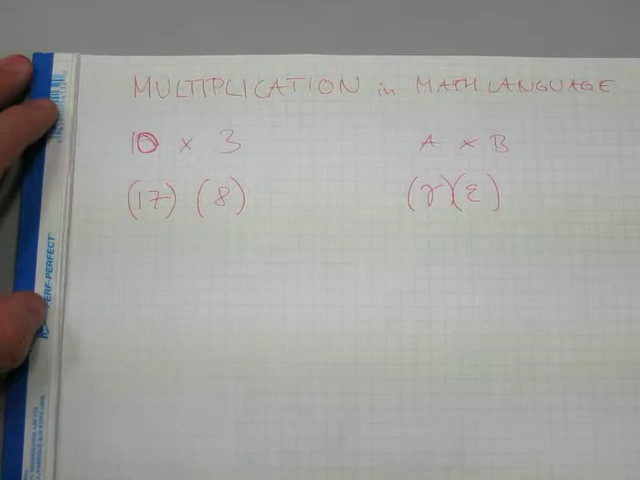 MULTIPLICATION in MATH LANGUAGE
10 × 3
A × B
(17) (8)
(γ)(ε)
PERF-PERFECT